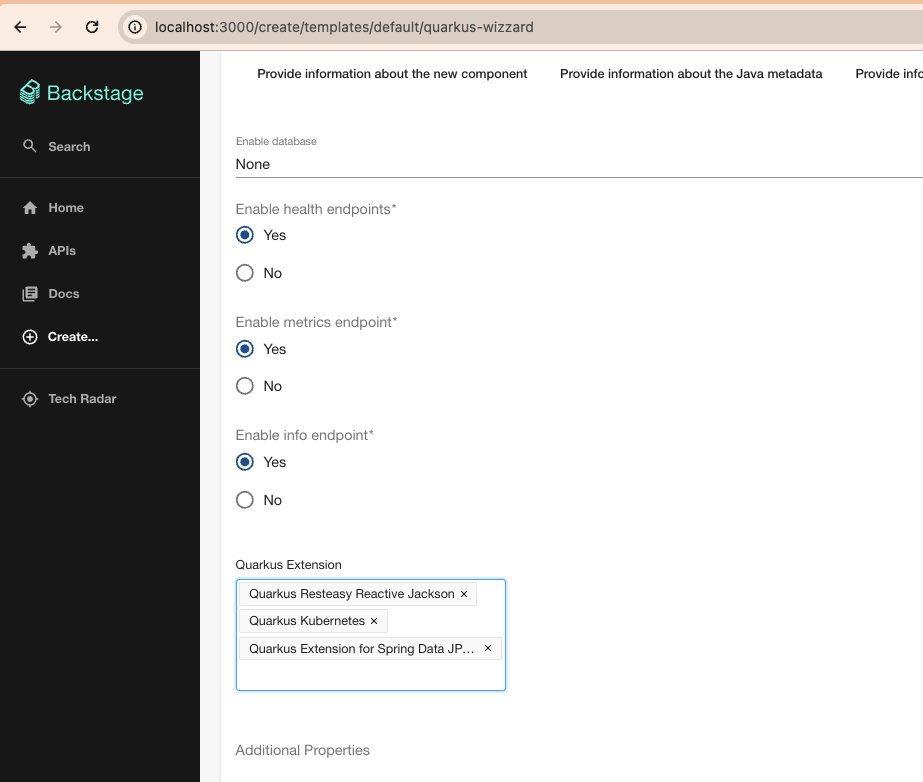 localhost:3000/create/templates/default/quarkus-wizzard
Backstage
Search
Home
APIs
Docs
Create...
Tech Radar
Provide information about the new component
Provide information about the Java metadata
Provide info
Enable database
None
Enable health endpoints*
Yes
No
Enable metrics endpoint*
Yes
No
Enable info endpoint*
Yes
No
Quarkus Extension
Quarkus Resteasy Reactive Jackson ×
Quarkus Kubernetes ×
Quarkus Extension for Spring Data JP... ×
Additional Properties